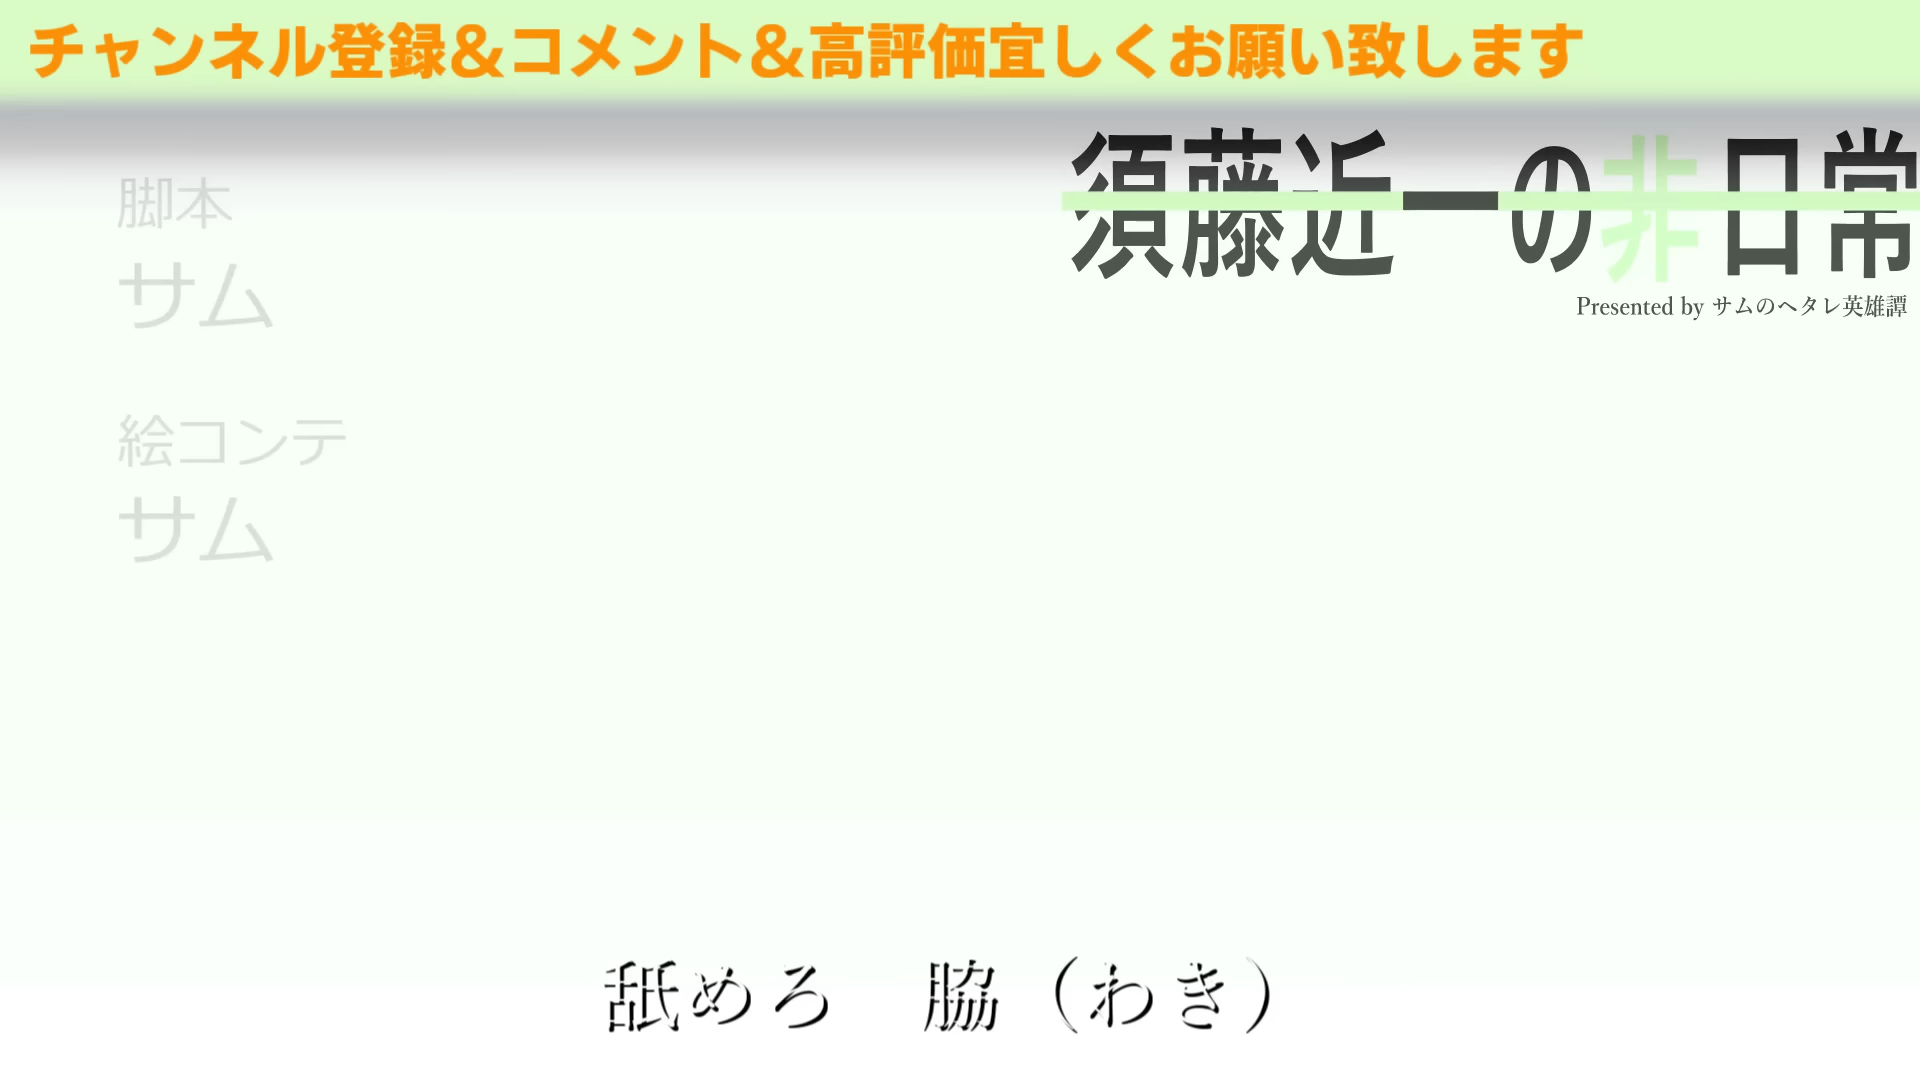 チャンネル登録＆コメント＆高評価宜しくお願い致します
須藤近一の非日常
Presented by サムのヘタレ英雄譚
脚本
サム
絵コンテ
サム
舐めろ　脇（わき）